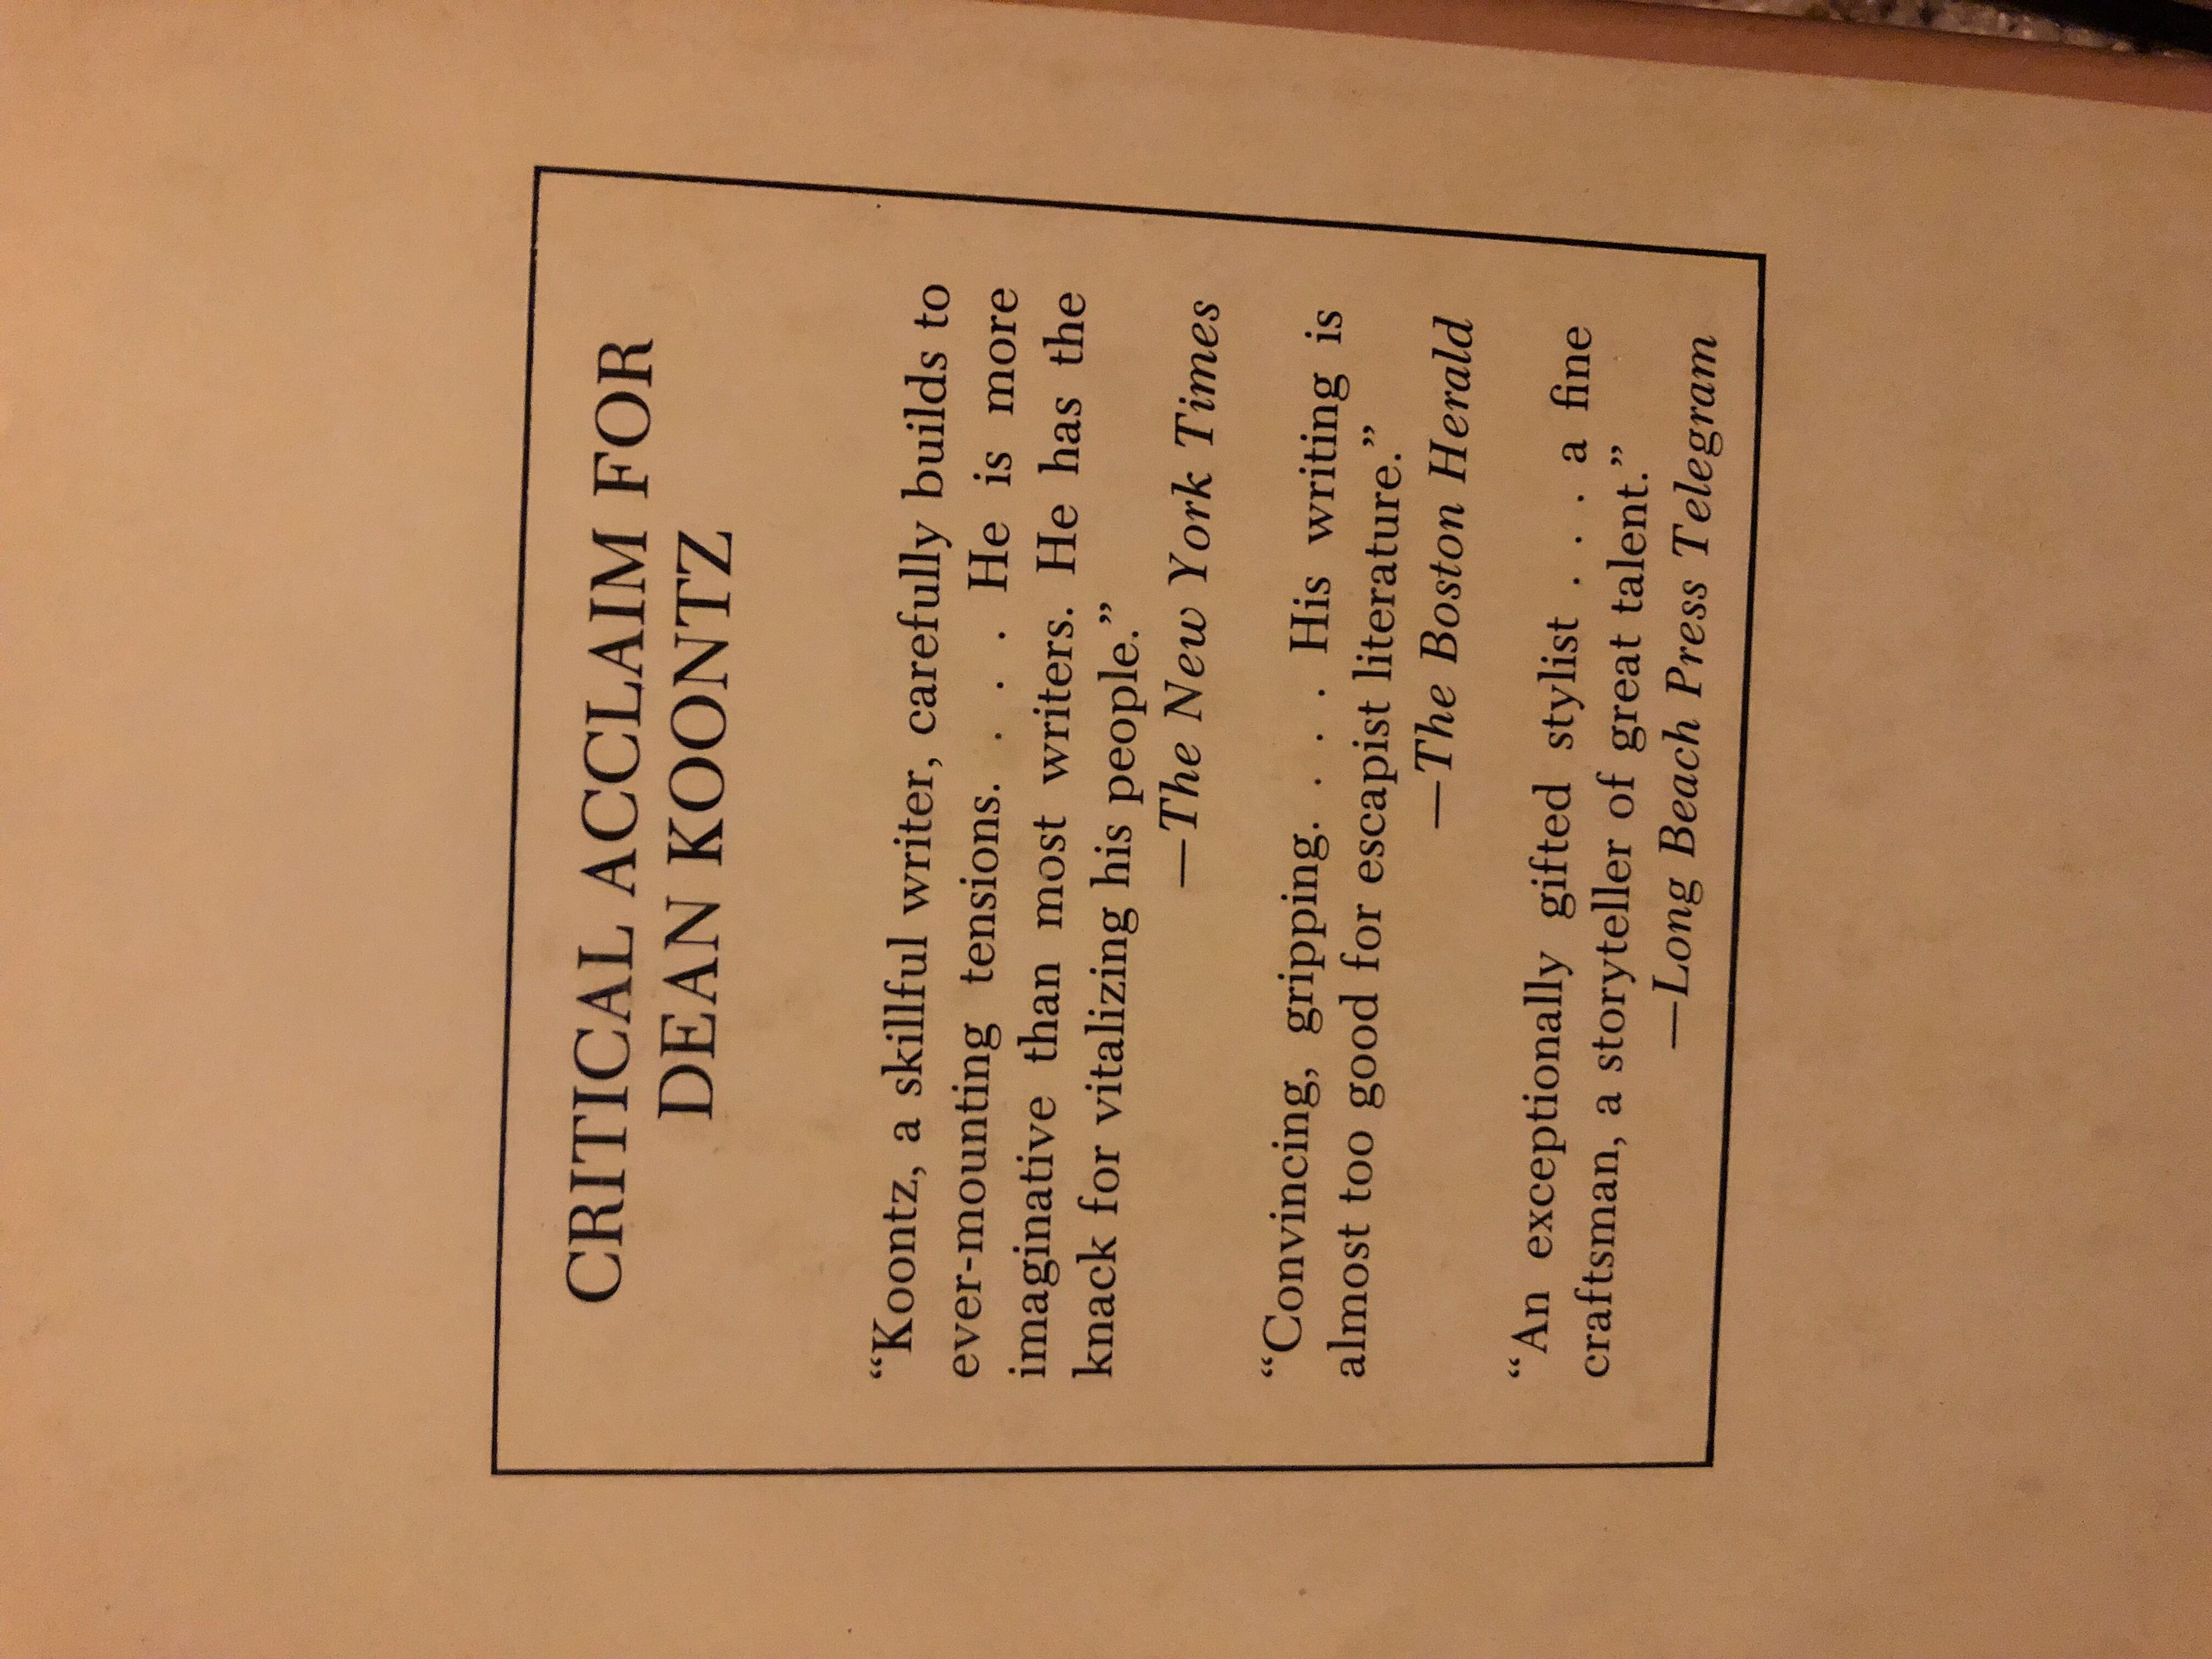 CRITICAL ACCLAIM FOR
DEAN KOONTZ
“Koontz, a skillful writer, carefully builds to
ever-mounting tensions. . . . He is more
imaginative than most writers. He has the
knack for vitalizing his people.”
—The New York Times
“Convincing, gripping. . . . His writing is
almost too good for escapist literature.”
—The Boston Herald
“An exceptionally gifted stylist . . . a fine
craftsman, a storyteller of great talent.”
—Long Beach Press Telegram